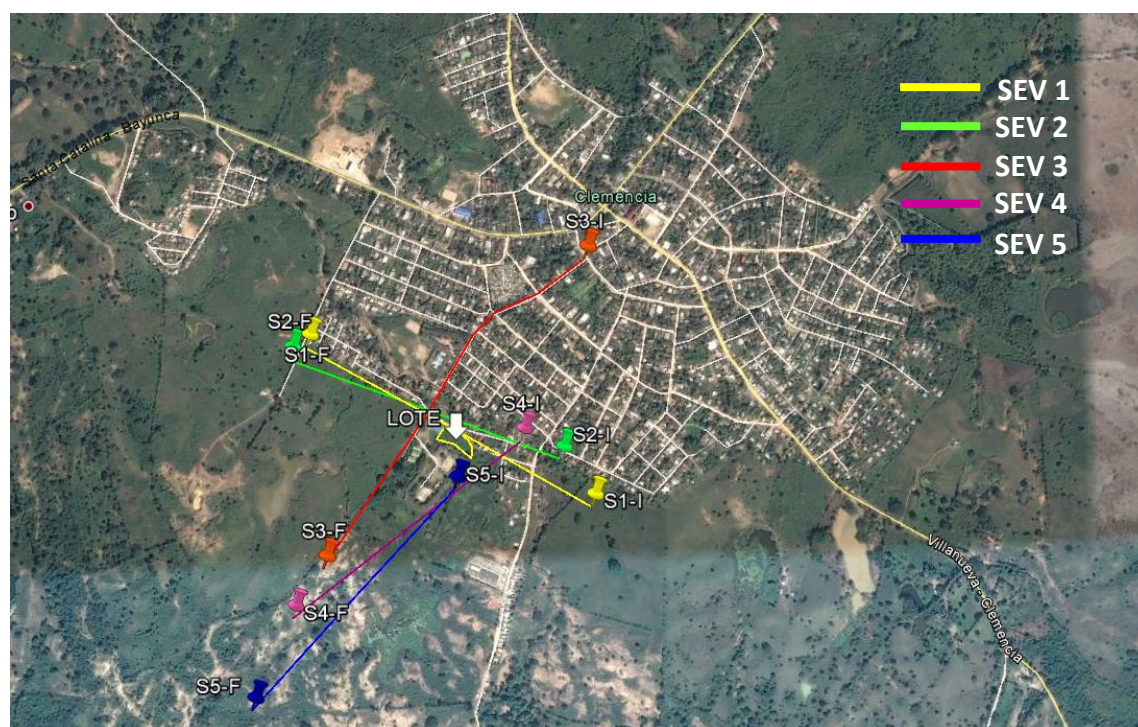 SEV 1
SEV 2
SEV 3
SEV 4
SEV 5
Santa Catalina - Bayunca
o
Clemencia
S3-I
S2-F
S1-F
LOTE
S4-I
S2-I
S5-I
S1-I
S3-F
S4-F
S5-F
Villanueva - Clemencia